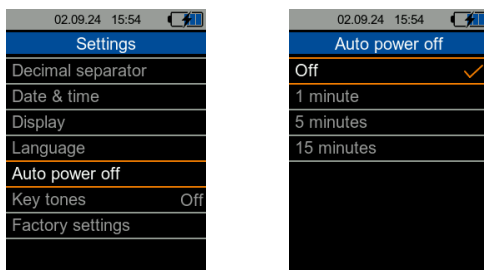 02.09.24 15:54
Settings
Decimal separator
Date & time
Display
Language
Auto power off
Key tones Off
Factory settings
02.09.24 15:54
Auto power off
Off
1 minute
5 minutes
15 minutes